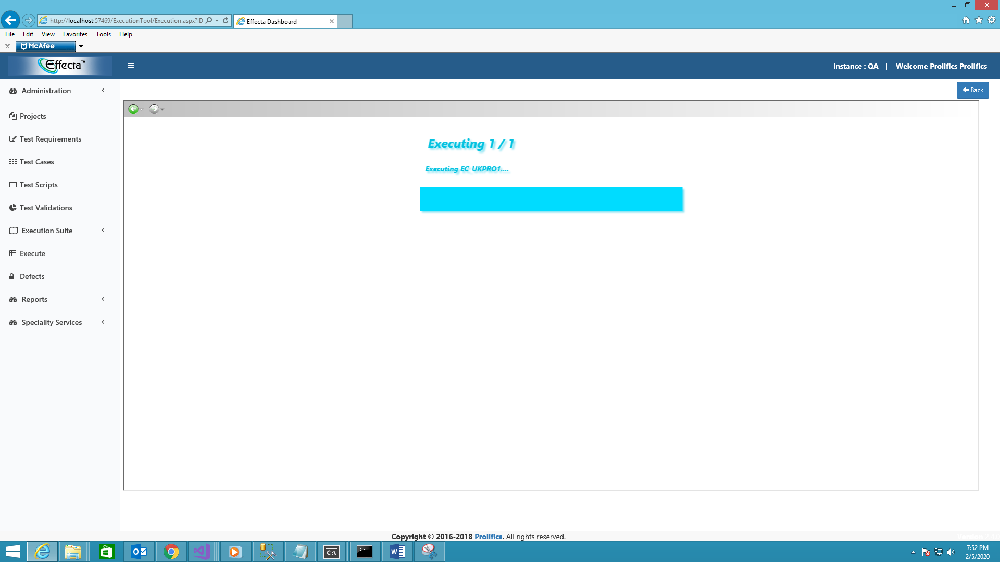 http://localhost:57469/ExecutionTool/Execution.aspx?ID
Effecta Dashboard
File Edit View Favorites Tools Help
McAfee
Effecta™
Instance : QA | Welcome Prolifics Prolifics
Back
Administration
Projects
Test Requirements
Test Cases
Test Scripts
Test Validations
Execution Suite
Execute
Defects
Reports
Speciality Services
Executing 1 / 1
Executing EC_UKPRO1....
Copyright © 2016-2018 Prolifics. All rights reserved.
7:52 PM
2/5/2020